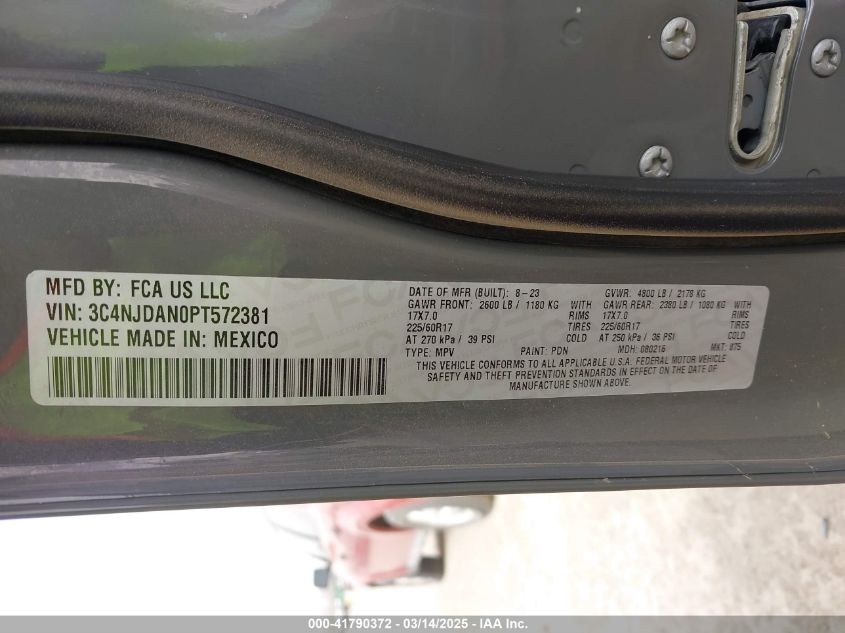 MFD BY: FCA US LLC
VIN: 3C4NJDAN0PT572381
VEHICLE MADE IN: MEXICO
DATE OF MFR (BUILT): 8-23 GVWR: 4800 LB / 2178 KG
GAWR FRONT: 2600 LB / 1180 KG GAWR REAR: 2380 LB / 1080 KG
17X7.0 RIMS 17X7.0 RIMS
225/60R17 TIRES 225/60R17 TIRES
AT 270 kPa / 39 PSI COLD AT 250 kPa / 36 PSI COLD
TYPE: MPV PAINT: PDN MDH: 080216 MKT: 875
THIS VEHICLE CONFORMS TO ALL APPLICABLE U.S.A. FEDERAL MOTOR VEHICLE
SAFETY AND THEFT PREVENTION STANDARDS IN EFFECT ON THE DATE OF
MANUFACTURE SHOWN ABOVE.
000-41790372 - 03/14/2025 - IAA Inc.